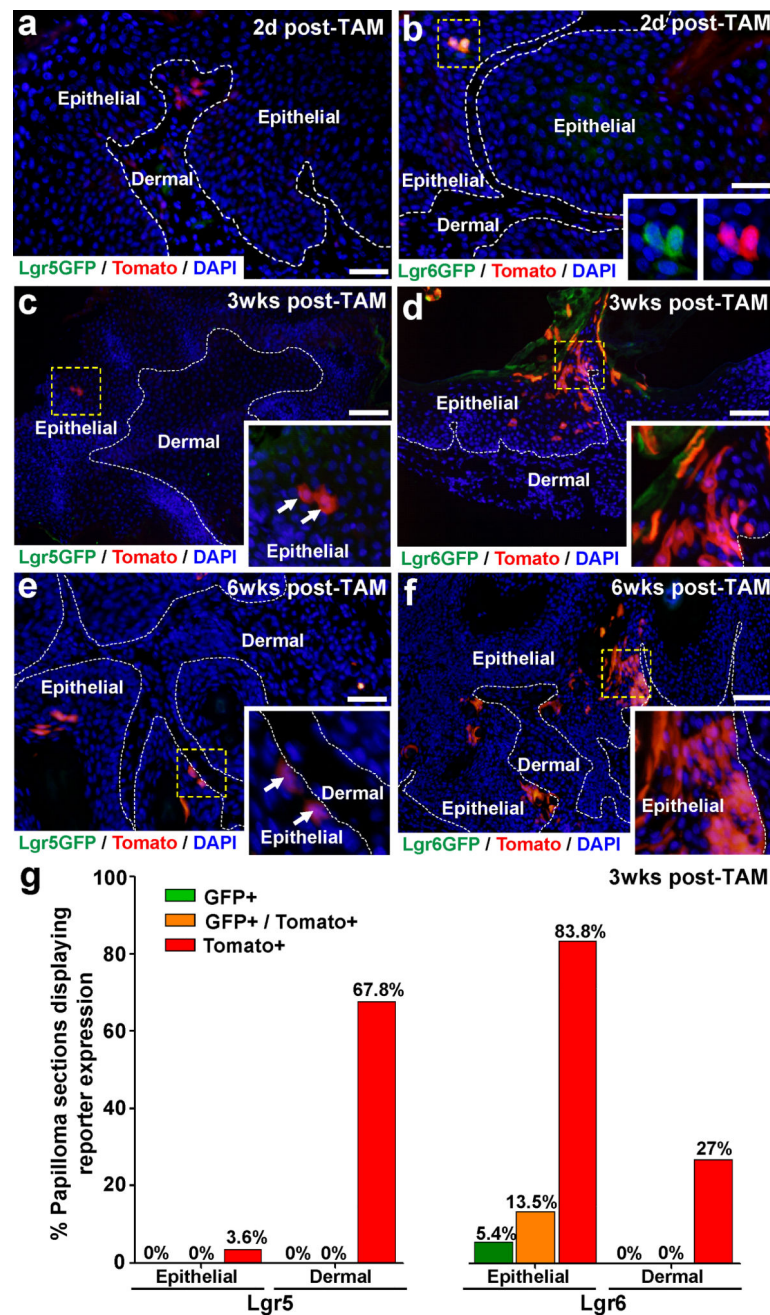 a
2d post-TAM
Epithelial
Epithelial
Dermal
Lgr5GFP / Tomato / DAPI
b
2d post-TAM
Epithelial
Epithelial
Dermal
Lgr6GFP / Tomato / DAPI
c
3wks post-TAM
Epithelial
Dermal
Epithelial
Lgr5GFP / Tomato / DAPI
d
3wks post-TAM
Epithelial
Dermal
Lgr6GFP / Tomato / DAPI
e
6wks post-TAM
Dermal
Epithelial
Dermal
Epithelial
Lgr5GFP / Tomato / DAPI
f
6wks post-TAM
Epithelial
Dermal
Epithelial
Epithelial
Lgr6GFP / Tomato / DAPI
g
3wks post-TAM
% Papilloma sections displaying
reporter expression
100
80
60
40
20
0
GFP+
GFP+ / Tomato+
Tomato+
0% 0% 3.6% 0% 0% 67.8%
5.4% 13.5% 83.8% 0% 0% 27%
Epithelial Dermal Epithelial Dermal
Lgr5 Lgr6